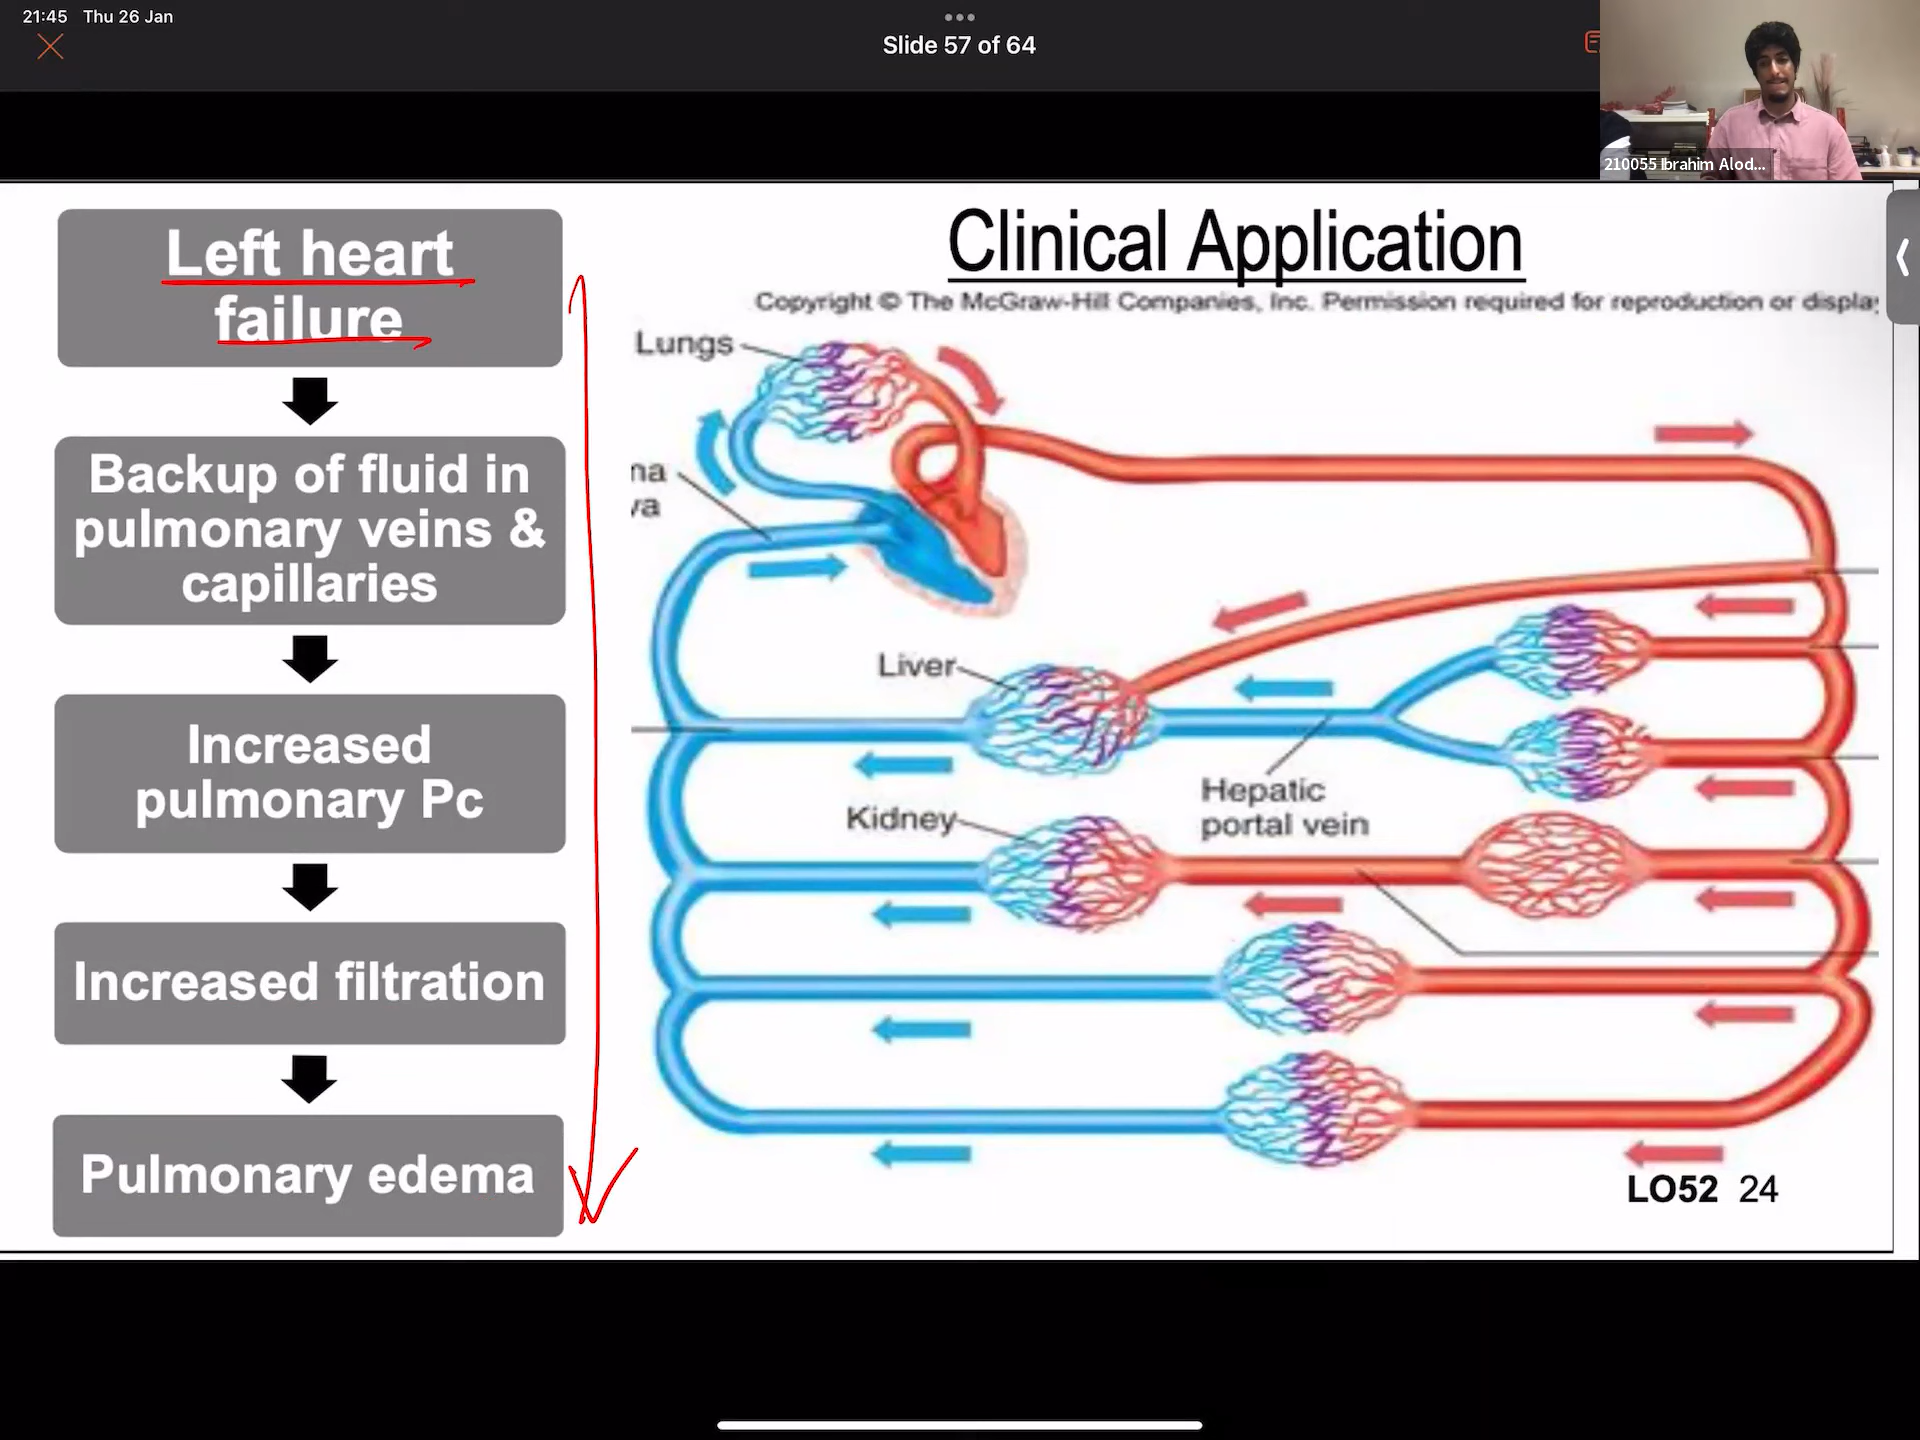 21:45 Thu 26 Jan
Slide 57 of 64
210055 Ibrahim Alod...
Left heart
failure
Backup of fluid in
pulmonary veins &
capillaries
Increased
pulmonary Pc
Increased filtration
Pulmonary edema
Clinical Application
Copyright © The McGraw-Hill Companies, Inc. Permission required for reproduction or display
Lungs
na
va
Liver
Hepatic
portal vein
Kidney
LO52 24